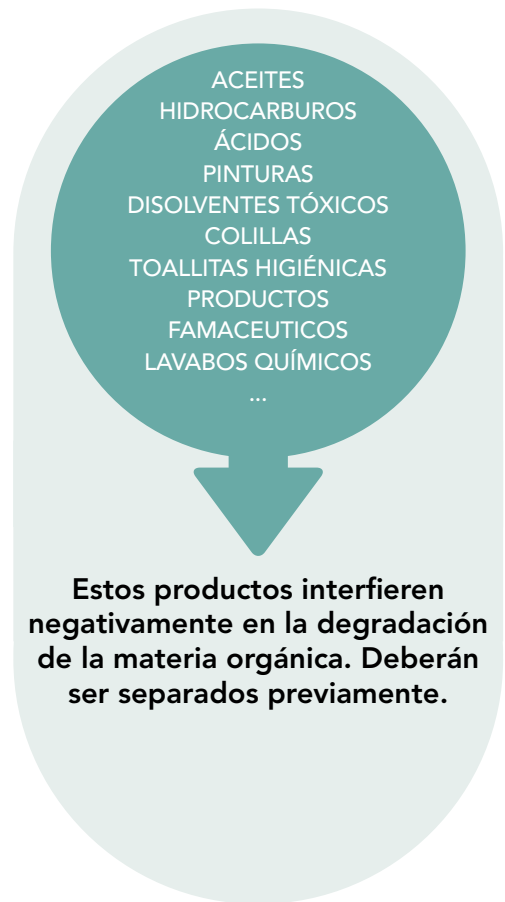 ACEITES
HIDROCARBUROS
ÁCIDOS
PINTURAS
DISOLVENTES TÓXICOS
COLILLAS
TOALLITAS HIGIÉNICAS
PRODUCTOS
FAMACEUTICOS
LAVABOS QUÍMICOS
...
Estos productos interfieren
negativamente en la degradación
de la materia orgánica. Deberán
ser separados previamente.